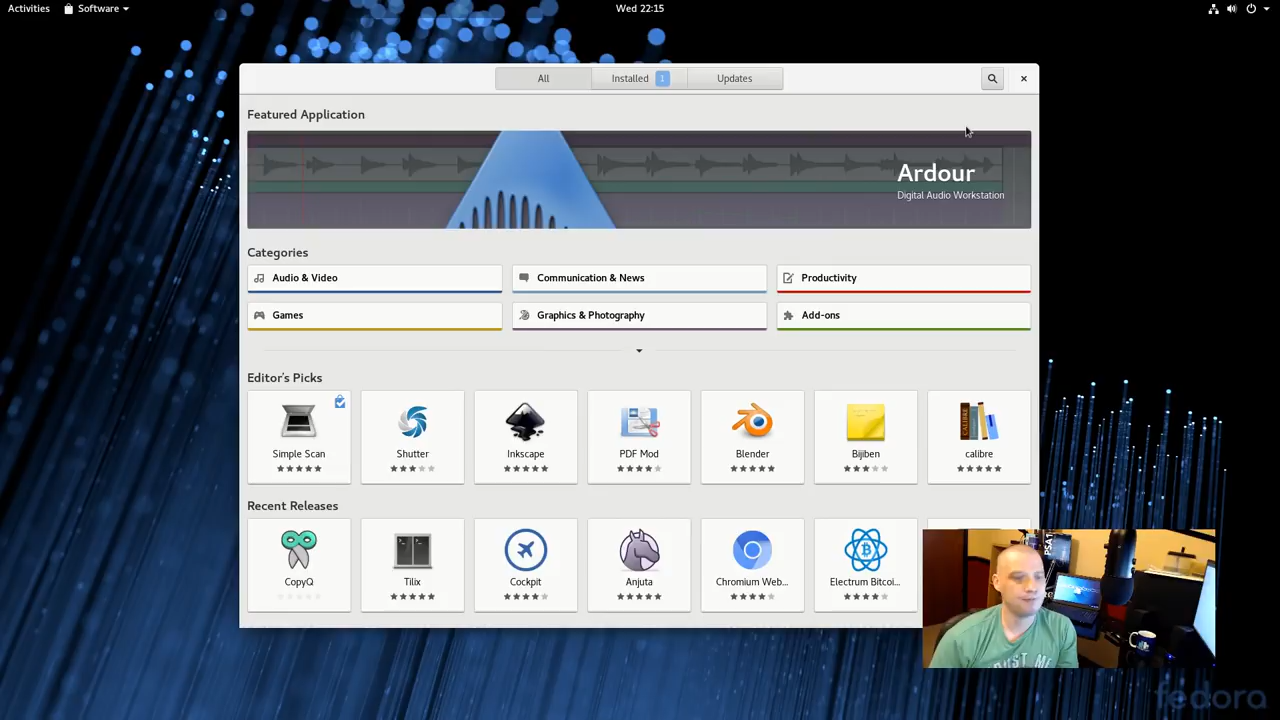 Activities
Software
Wed 22:15
All
Installed 1
Updates
Featured Application
Ardour
Digital Audio Workstation
Categories
Audio & Video
Communication & News
Productivity
Games
Graphics & Photography
Add-ons
Editor's Picks
Simple Scan
Shutter
Inkscape
PDF Mod
Blender
Bijiben
calibre
CALIBRE
Recent Releases
CopyQ
Tilix
Cockpit
Anjuta
Chromium Web...
Electrum Bitcoi...
fedora